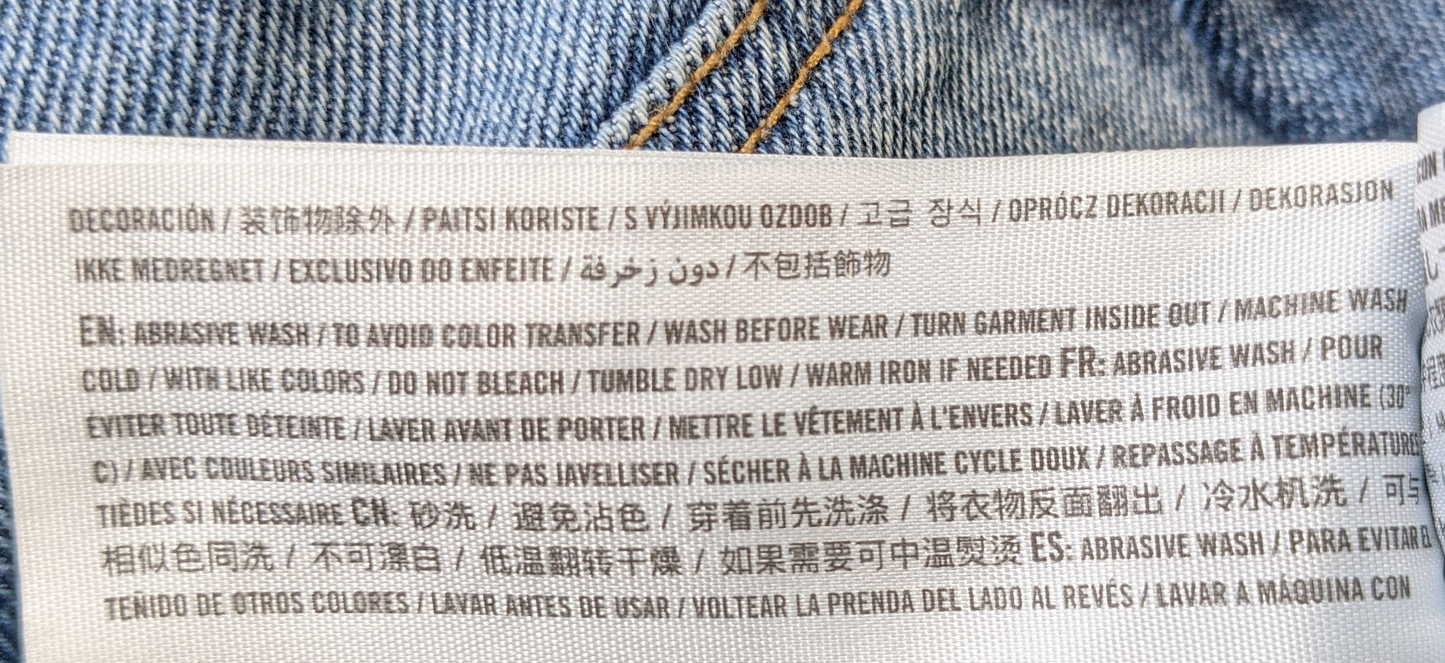 DECORACIÓN / 装饰物除外 / PAITSI KORISTE / S VÝJIMKOU OZDOB / 고급 장식 / OPRÓCZ DEKORACJI / DEKORASJON
IKKE MEDREGNET / EXCLUSIVO DO ENFEITE / دون زخرفة / 不包括飾物
EN: ABRASIVE WASH / TO AVOID COLOR TRANSFER / WASH BEFORE WEAR / TURN GARMENT INSIDE OUT / MACHINE WASH
COLD / WITH LIKE COLORS / DO NOT BLEACH / TUMBLE DRY LOW / WARM IRON IF NEEDED FR: ABRASIVE WASH / POUR
ÉVITER TOUTE DÉTEINTE / LAVER AVANT DE PORTER / METTRE LE VÊTEMENT À L'ENVERS / LAVER À FROID EN MACHINE (30°
C) / AVEC COULEURS SIMILAIRES / NE PAS JAVELLISER / SÉCHER À LA MACHINE CYCLE DOUX / REPASSAGE À TEMPÉRATURE
TIÈDES SI NÉCESSAIRE CN: 砂洗 / 避免沾色 / 穿着前先洗涤 / 将衣物反面翻出 / 冷水机洗 / 可与
相似色同洗 / 不可漂白 / 低温翻转干燥 / 如果需要可中温熨烫 ES: ABRASIVE WASH / PARA EVITAR EL
TEÑIDO DE OTROS COLORES / LAVAR ANTES DE USAR / VOLTEAR LA PRENDA DEL LADO AL REVÉS / LAVAR A MÁQUINA CON